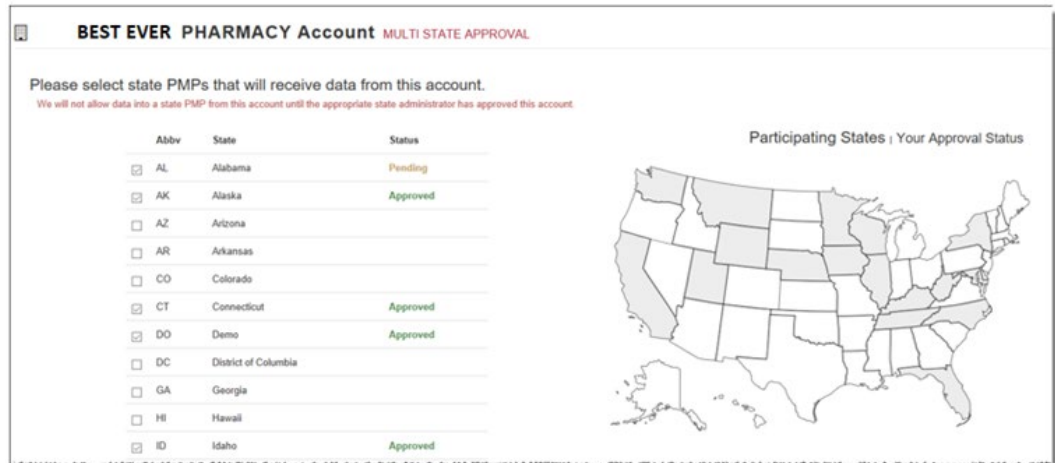 BEST EVER PHARMACY Account MULTI STATE APPROVAL
Please select state PMPs that will receive data from this account.
We will not allow data into a state PMP from this account until the appropriate state administrator has approved this account.
Abbv State Status
AL Alabama Pending
AK Alaska Approved
AZ Arizona
AR Arkansas
CO Colorado
CT Connecticut Approved
DO Demo Approved
DC District of Columbia
GA Georgia
HI Hawaii
ID Idaho Approved
Participating States | Your Approval Status